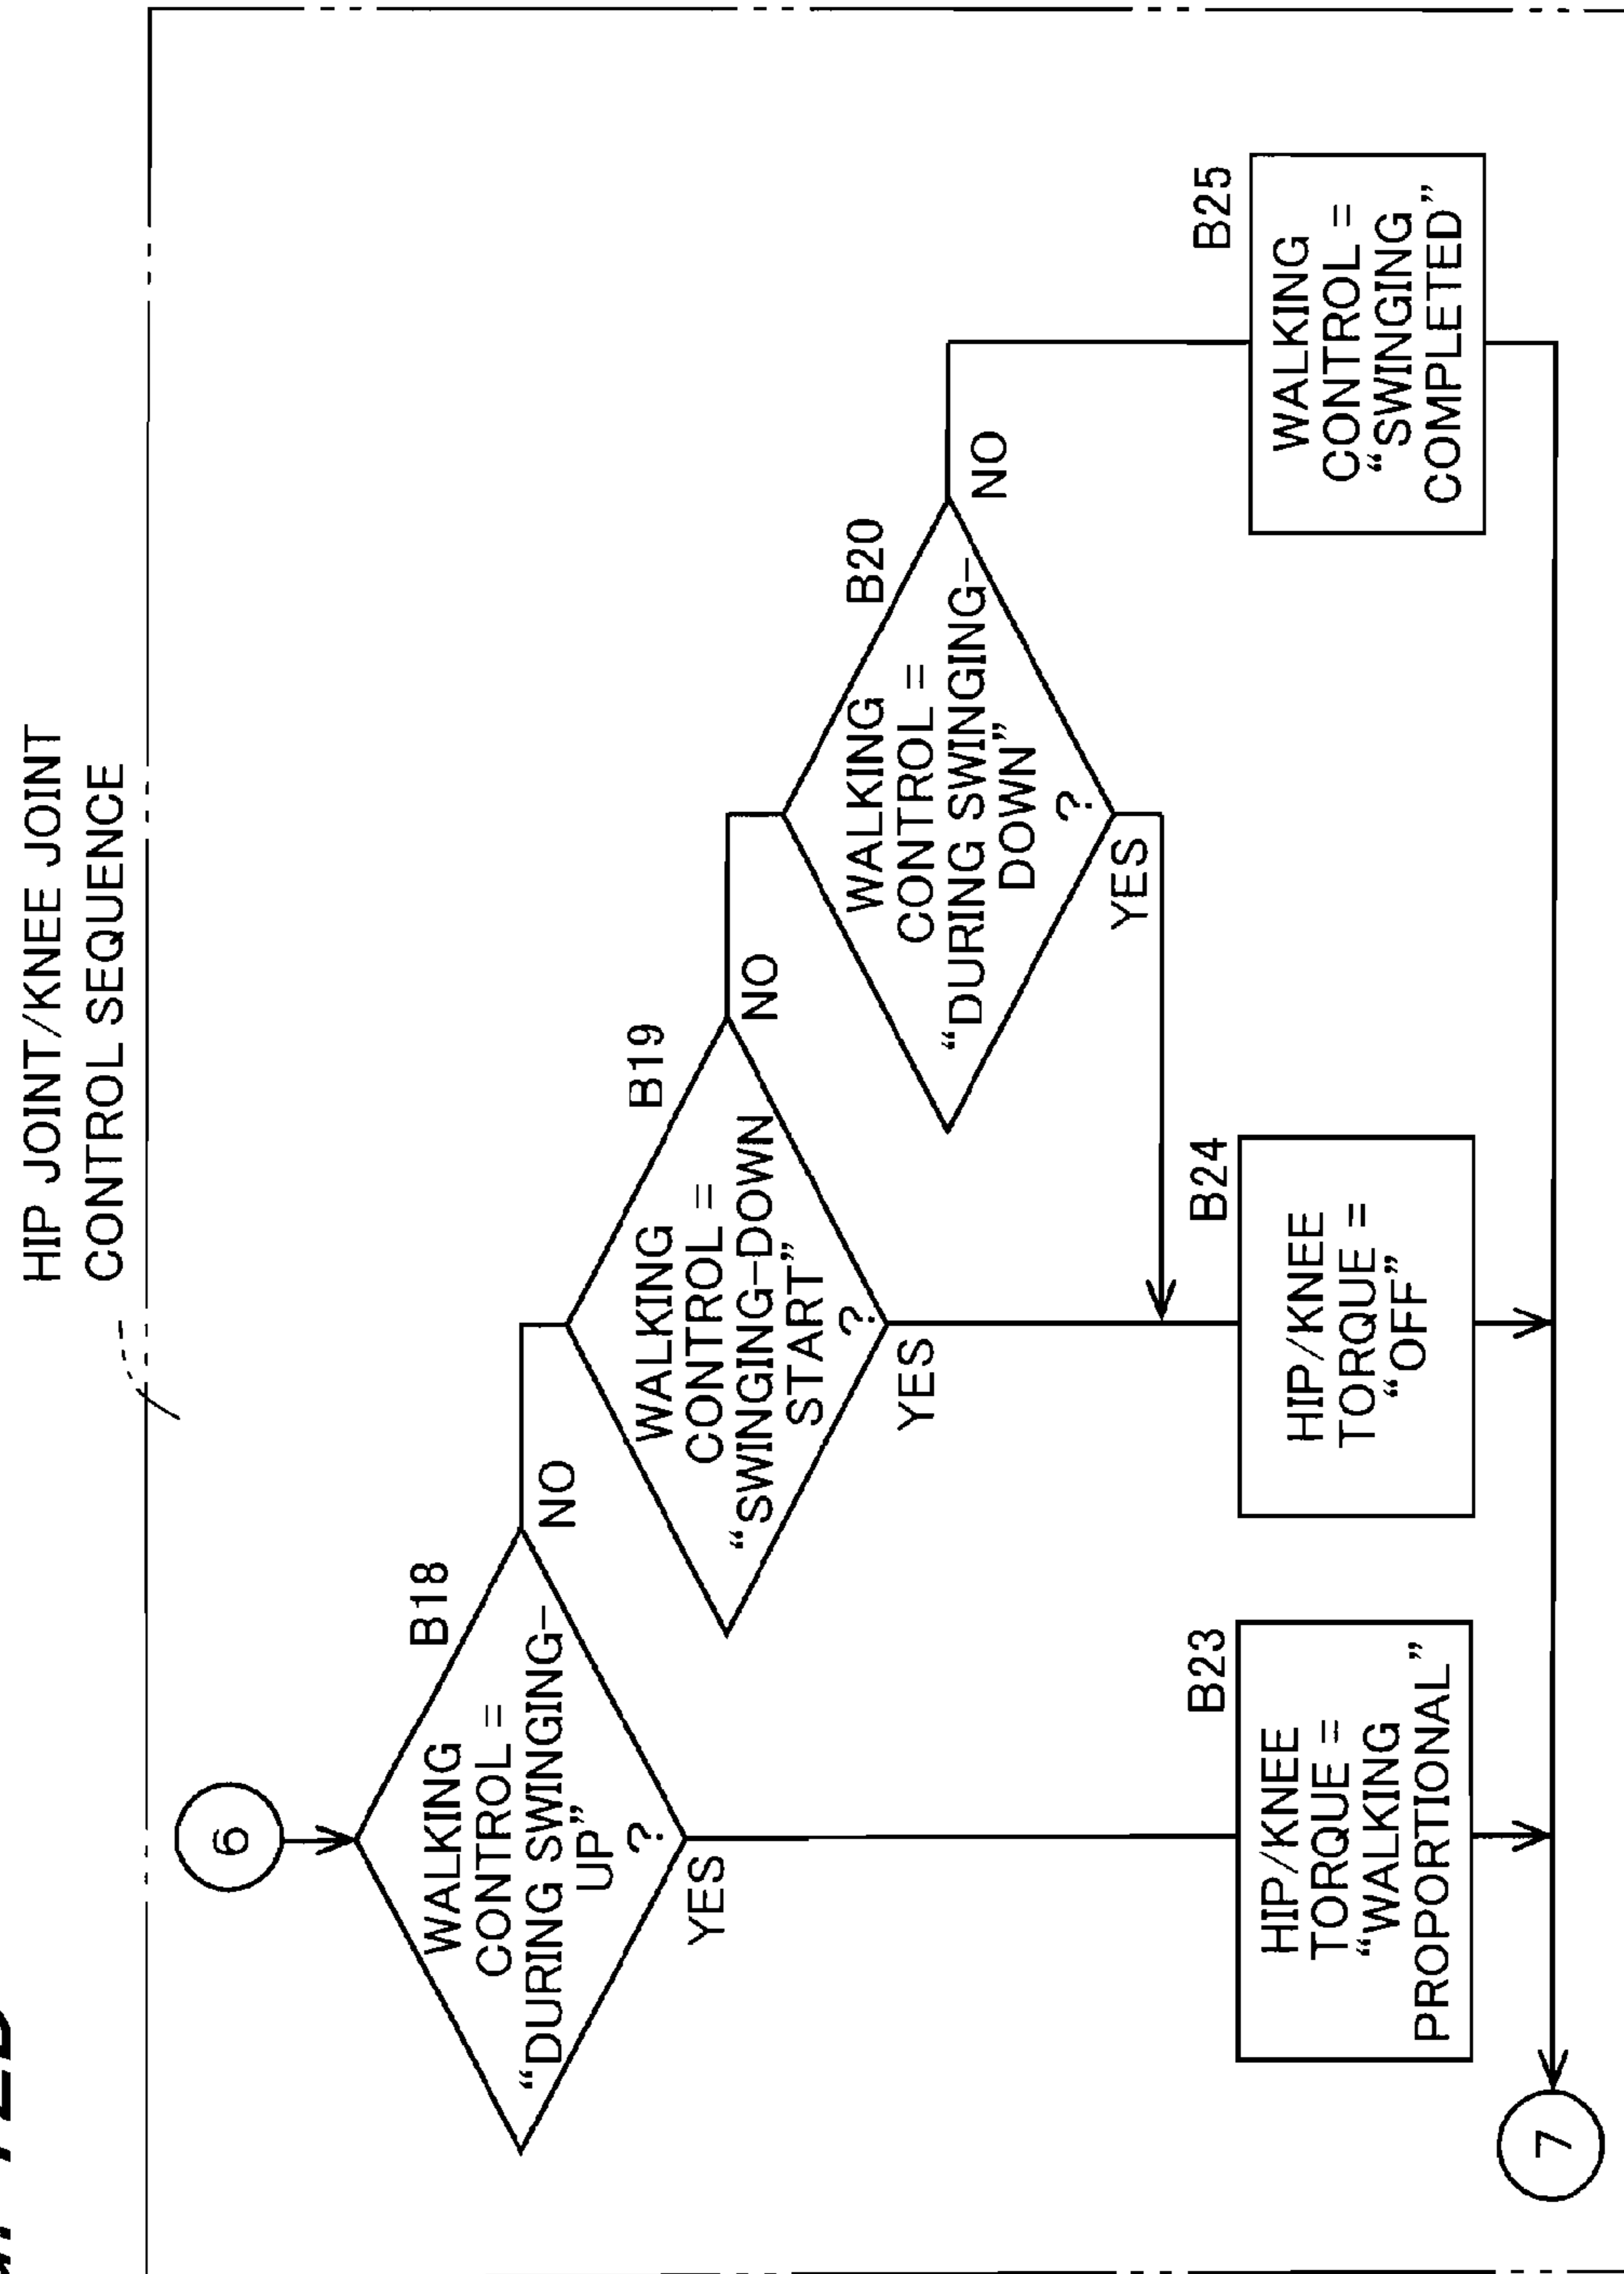 HIP JOINT/KNEE JOINT
CONTROL SEQUENCE
6
B18
WALKING
CONTROL =
“DURING SWINGING-
UP”
?
YES
NO
B19
WALKING
CONTROL =
“SWINGING-DOWN
START”
?
YES
NO
B20
WALKING
CONTROL =
“DURING SWINGING-
DOWN”
?
YES
NO
B23
HIP/KNEE
TORQUE =
“WALKING
PROPORTIONAL”
B24
HIP/KNEE
TORQUE =
“OFF”
B25
WALKING
CONTROL =
“SWINGING
COMPLETED”
7